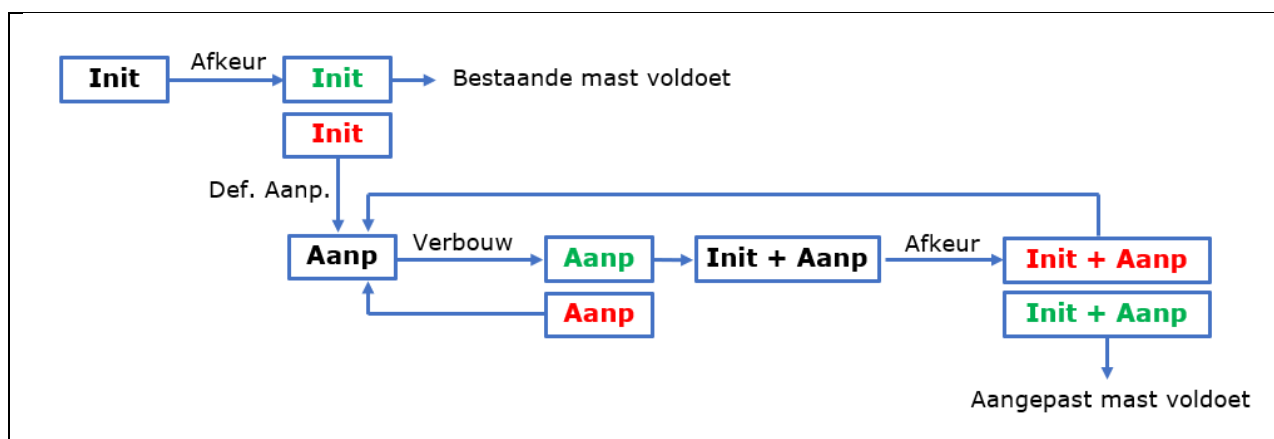 Afkeur
Init
Init
Bestaande mast voldoet
Init
Def. Aanp.
Aanp
Verbouw
Aanp
Init + Aanp
Afkeur
Init + Aanp
Aanp
Init + Aanp
Aangepast mast voldoet